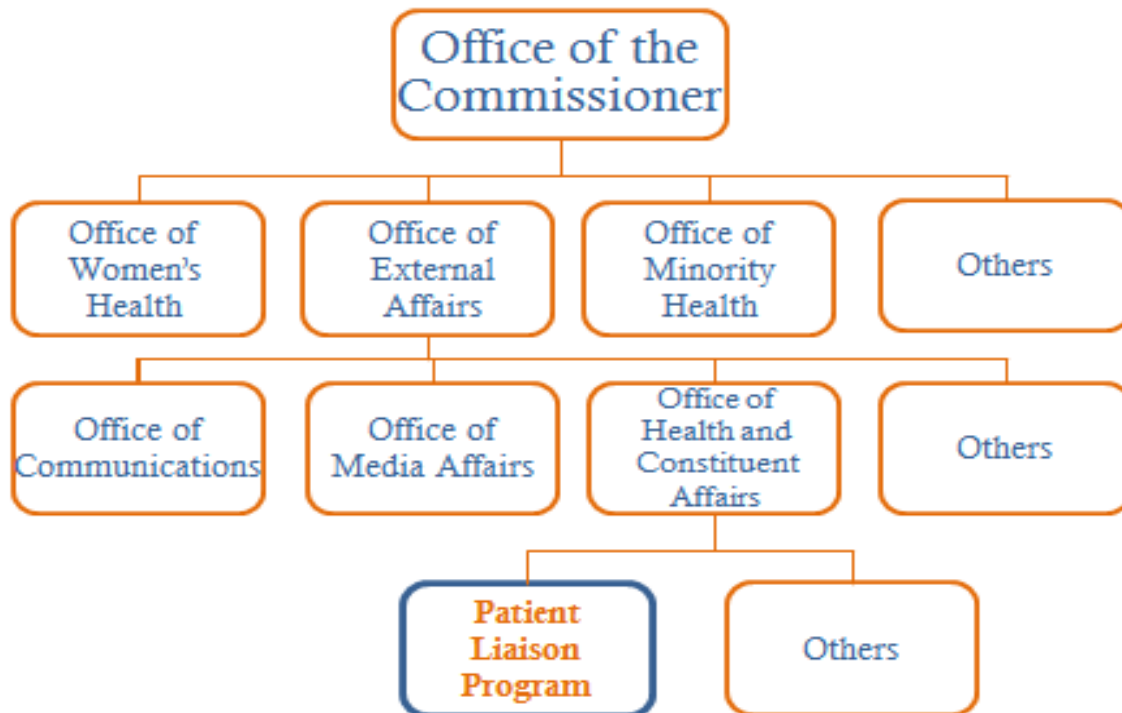 Office of the
Commissioner
Office of
Women's
Health
Office of
External
Affairs
Office of
Minority
Health
Others
Office of
Communications
Office of
Media Affairs
Office of
Health and
Constituent
Affairs
Others
Patient
Liaison
Program
Others